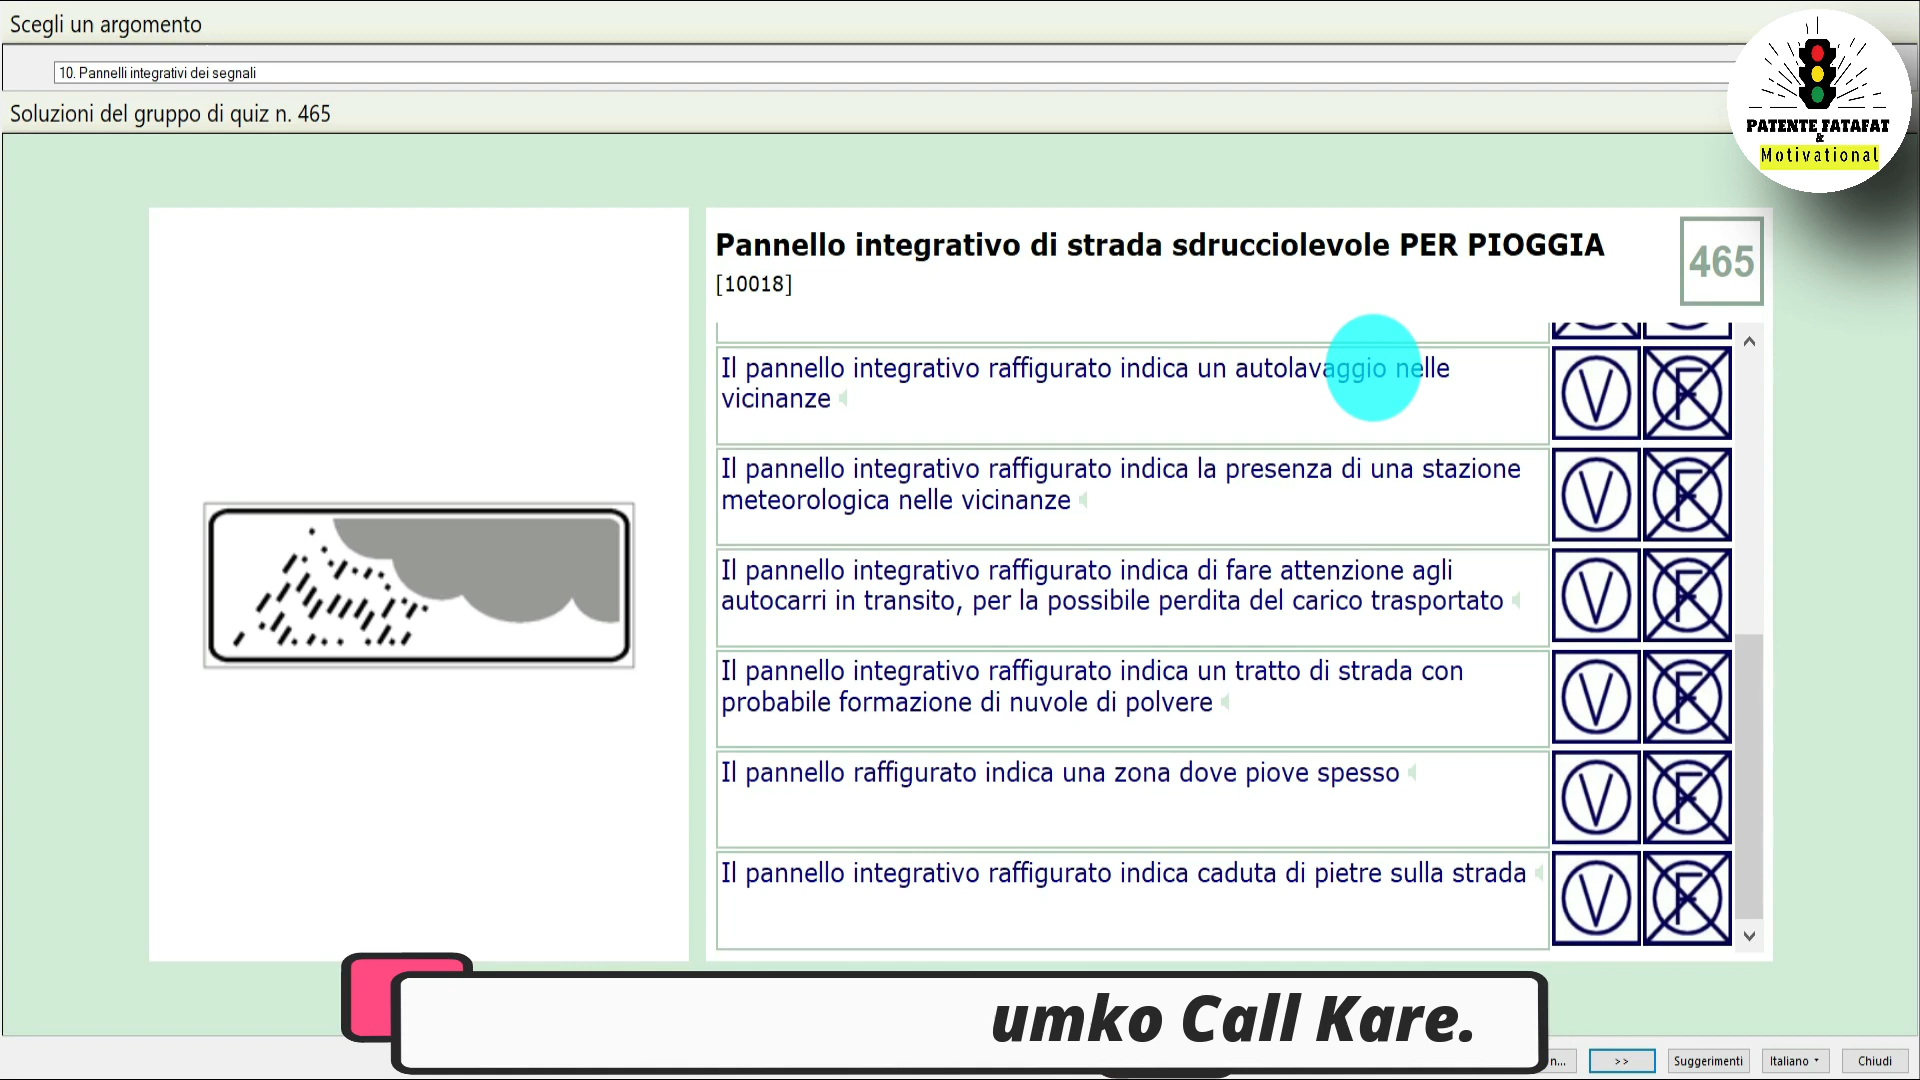 Scegli un argomento
10. Pannelli integrativi dei segnali
Soluzioni del gruppo di quiz n. 465
PATENTE FATAFAT
&
Motivational
Pannello integrativo di strada sdrucciolevole PER PIOGGIA
[10018]
465
Il pannello integrativo raffigurato indica un autolavaggio nelle
vicinanze
V F
Il pannello integrativo raffigurato indica la presenza di una stazione
meteorologica nelle vicinanze
V F
Il pannello integrativo raffigurato indica di fare attenzione agli
autocarri in transito, per la possibile perdita del carico trasportato
V F
Il pannello integrativo raffigurato indica un tratto di strada con
probabile formazione di nuvole di polvere
V F
Il pannello raffigurato indica una zona dove piove spesso
V F
Il pannello integrativo raffigurato indica caduta di pietre sulla strada
V F
umko Call Kare.
n...
>>
Suggerimenti
Italiano
Chiudi